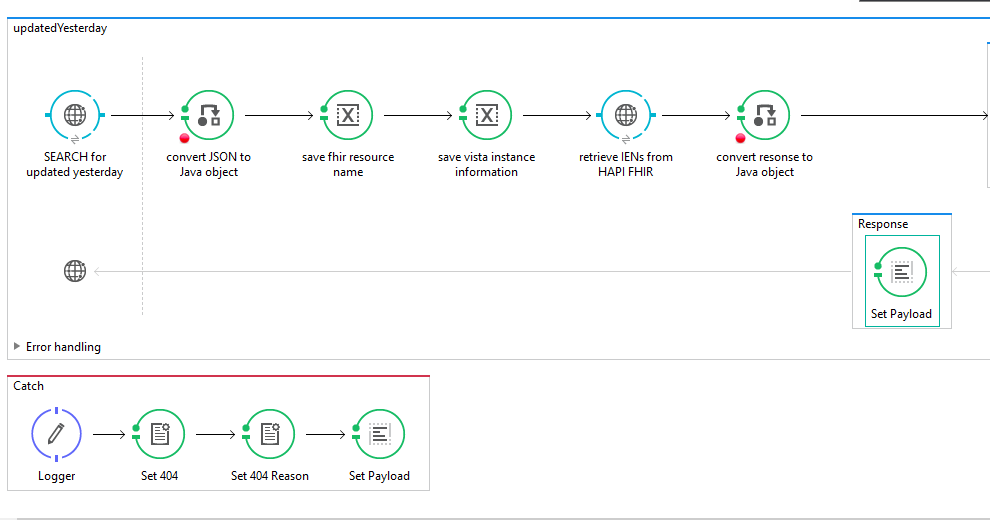 updatedYesterday
SEARCH for
updated yesterday
convert JSON to
Java object
save fhir resource
name
save vista instance
information
retrieve IENs from
HAPI FHIR
convert resonse to
Java object
Response
Set Payload
Error handling
Catch
Logger
Set 404
Set 404 Reason
Set Payload